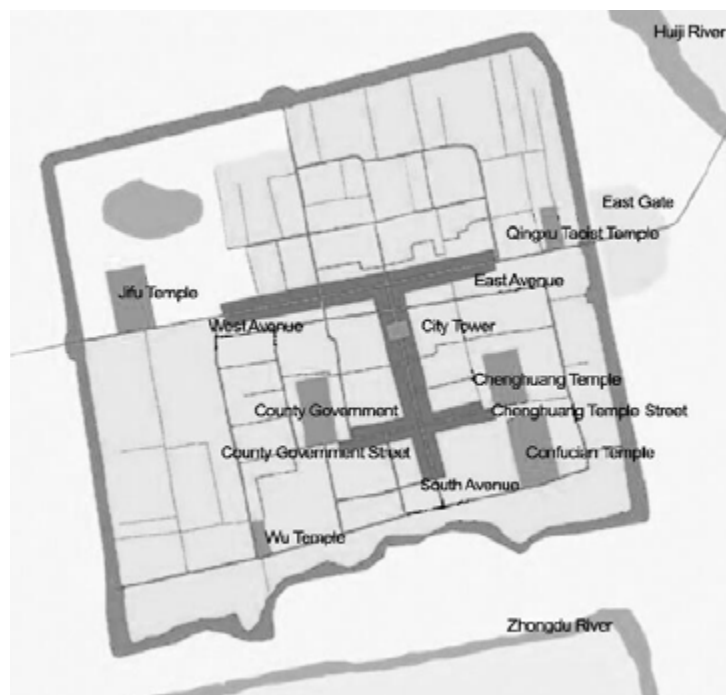 Huiji River
East Gate
Qingxu Taoist Temple
East Avenue
Jifu Temple
West Avenue
City Tower
Chenghuang Temple
County Government
Chenghuang Temple Street
County Government Street
Confucian Temple
South Avenue
Wu Temple
Zhongdu River